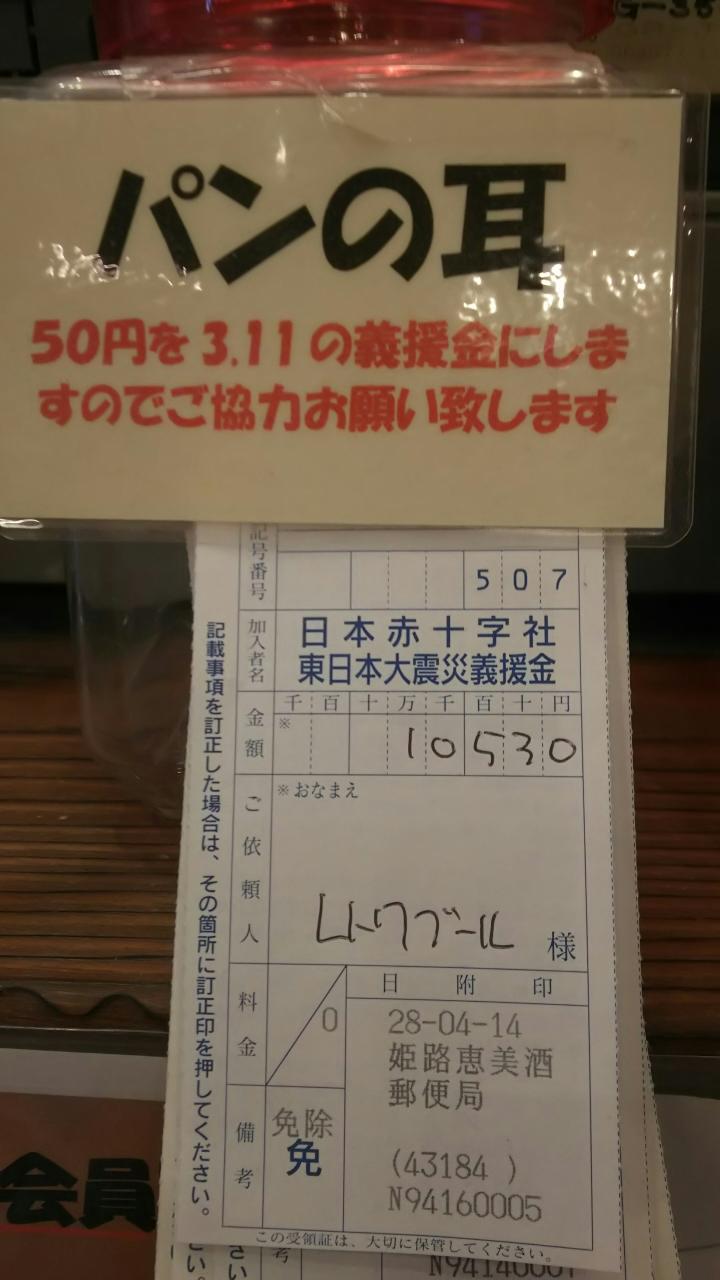 G-36
パンの耳
50円を3.11の義援金にしま
すのでご協力お願い致します
記号番号
507
加入者名
日本赤十字社
東日本大震災義援金
金額
千百十万千百十円
※
10530
ご依頼人
※おなまえ
レトワブール 様
料金
0
日附印
28-04-14
姫路恵美酒
郵便局
(43184 )
N94160005
備考
免除
免
記載事項を訂正した場合は、その箇所に訂正印を押してください。
この受領証は、大切に保管してください。
会員
さい
考